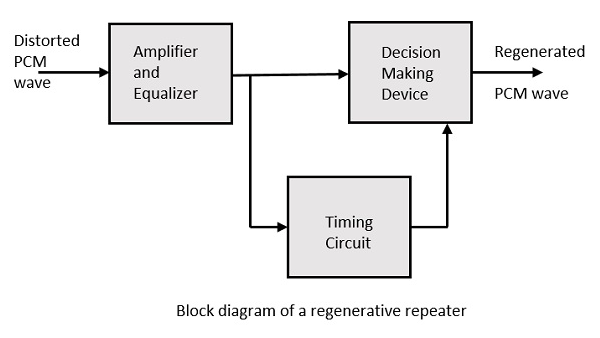 Distorted
PCM
wave
Amplifier
and
Equalizer
Decision
Making
Device
Regenerated
PCM wave
Timing
Circuit
Block diagram of a regenerative repeater